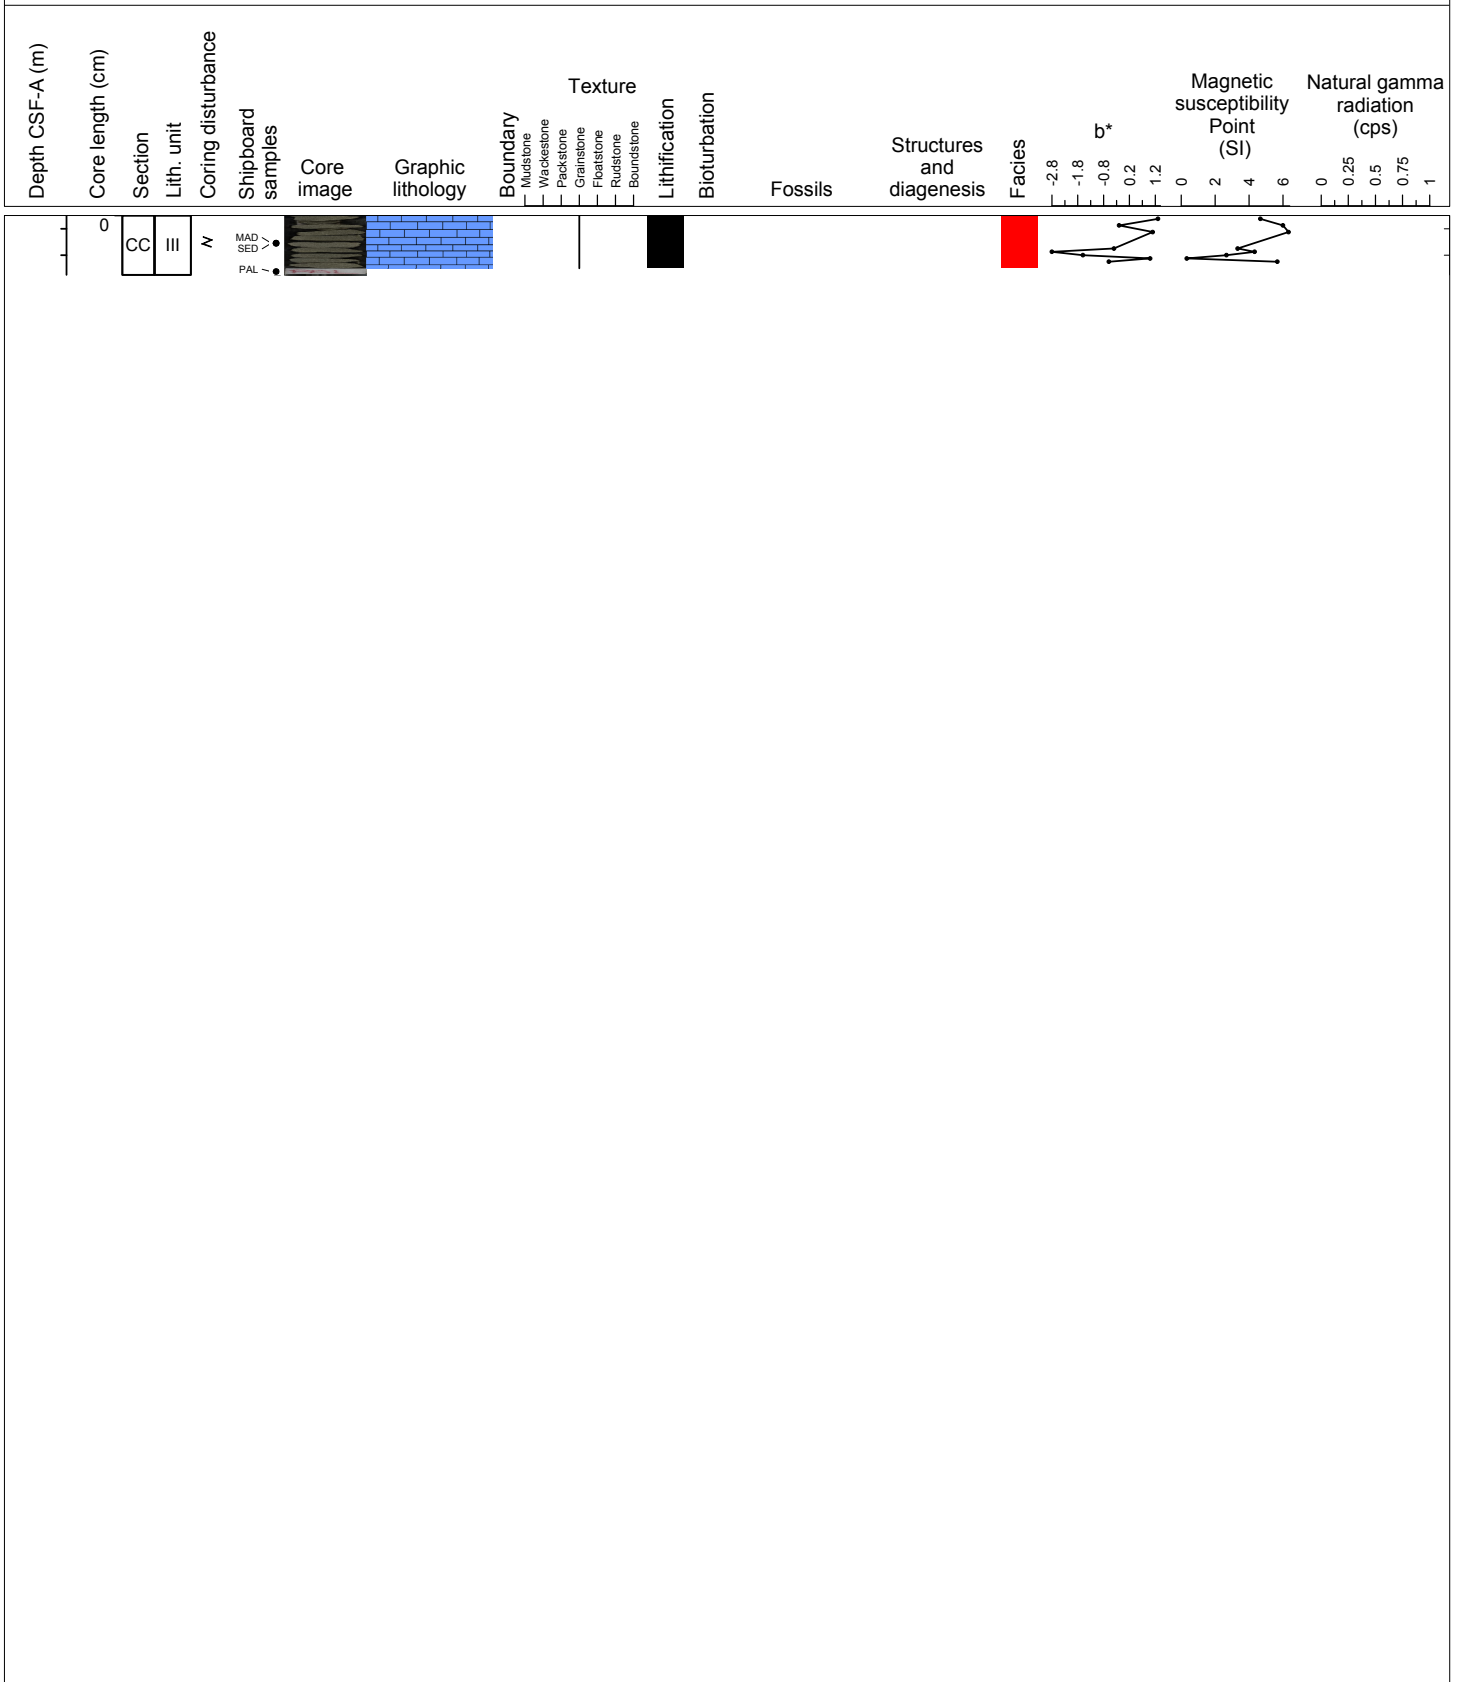 Depth CSF-A (m)
Core length (cm)
Section
Lith. unit
Coring disturbance
Shipboard
samples
Core
image
Graphic
lithology
Boundary
Texture
Mudstone
Wackestone
Packstone
Grainstone
Floatstone
Rudstone
Boundstone
Lithification
Bioturbation
Fossils
Structures
and
diagenesis
Facies
b*
-2.8
-1.8
-0.8
0.2
1.2
Magnetic
susceptibility
Point
(SI)
0
2
4
6
Natural gamma
radiation
(cps)
0
0.25
0.5
0.75
1
0
CC
III
MAD
SED
PAL